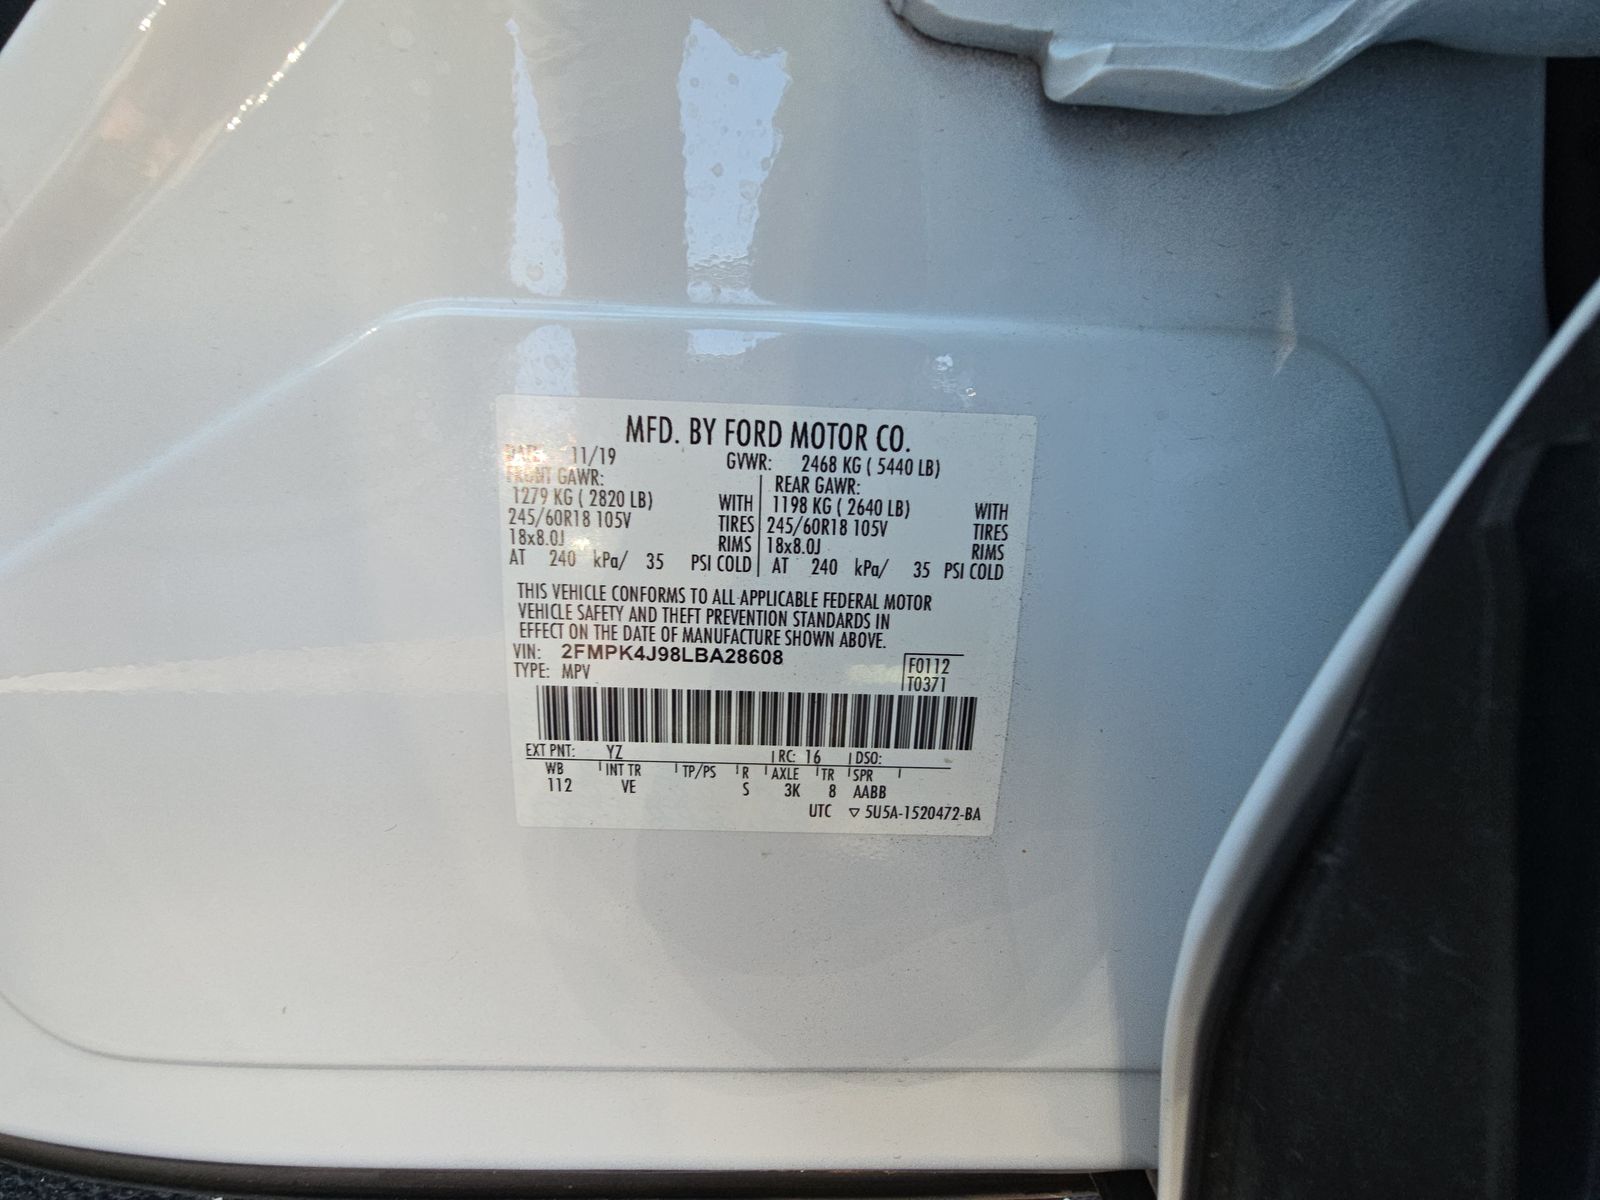 MFD. BY FORD MOTOR CO.
DATE: 11/19 GVWR: 2468 KG ( 5440 LB)
FRONT GAWR: REAR GAWR:
1279 KG ( 2820 LB) WITH 1198 KG ( 2640 LB) WITH
245/60R18 105V TIRES 245/60R18 105V TIRES
18x8.0J RIMS 18x8.0J RIMS
AT 240 kPa/ 35 PSI COLD AT 240 kPa/ 35 PSI COLD
THIS VEHICLE CONFORMS TO ALL APPLICABLE FEDERAL MOTOR
VEHICLE SAFETY AND THEFT PREVENTION STANDARDS IN
EFFECT ON THE DATE OF MANUFACTURE SHOWN ABOVE.
VIN: 2FMPK4J98LBA28608 F0112
TYPE: MPV T0371
EXT PNT: YZ RC: 16 DSO:
WB INT TR TP/PS R AXLE TR SPR
112 VE S 3K 8 AABB
UTC ▽ 5U5A-1520472-BA